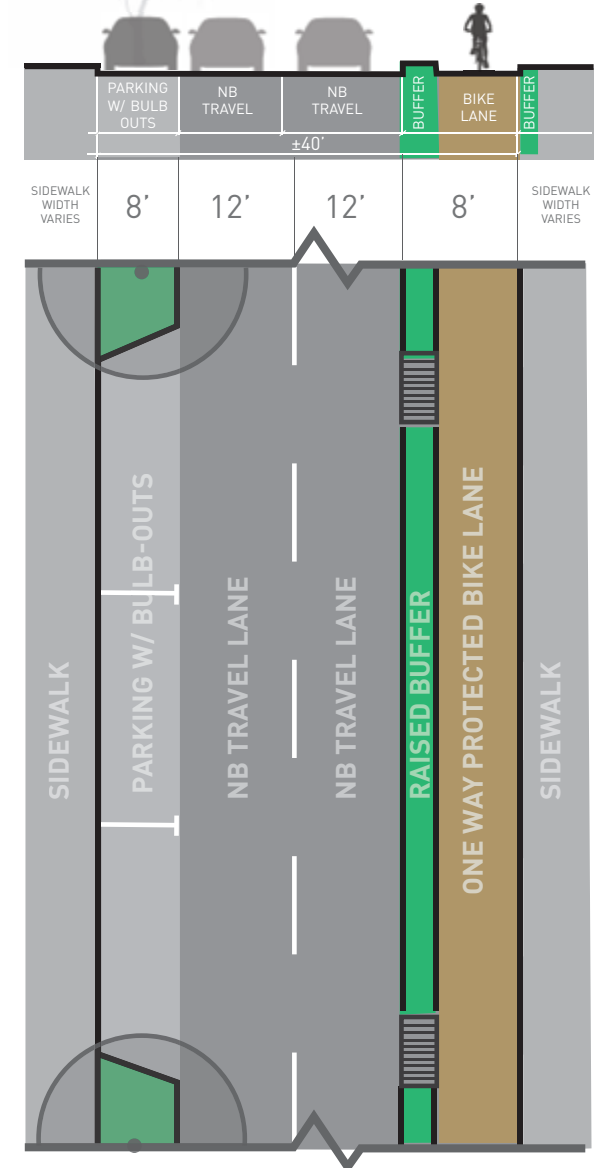 PARKING
W/ BULB
OUTS
NB
TRAVEL
NB
TRAVEL
BUFFER
BIKE
LANE
BUFFER
±40'
SIDEWALK
WIDTH
VARIES
8’
12’
12’
8’
SIDEWALK
WIDTH
VARIES
SIDEWALK
PARKING W/ BULB-OUTS
NB TRAVEL LANE
NB TRAVEL LANE
RAISED BUFFER
ONE WAY PROTECTED BIKE LANE
SIDEWALK